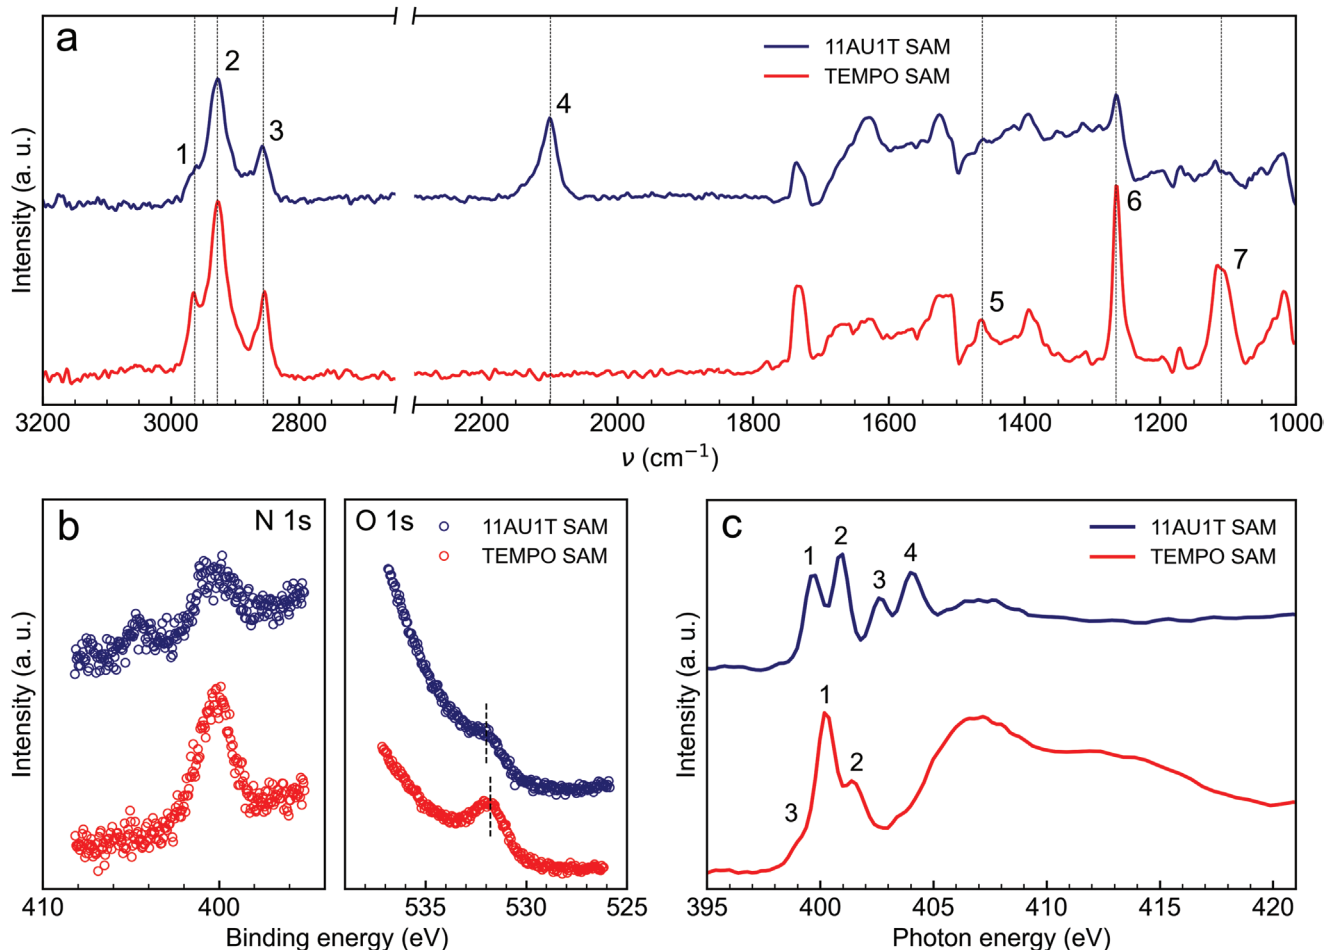 a
11AU1T SAM
TEMPO SAM
1
2
3
4
5
6
7
Intensity (a. u.)
3200
3000
2800
2200
2000
1800
1600
1400
1200
1000
ν (cm⁻¹)
b
N 1s
O 1s
11AU1T SAM
TEMPO SAM
Intensity (a. u.)
410
400
535
530
525
Binding energy (eV)
c
11AU1T SAM
TEMPO SAM
1
2
3
4
1
2
3
Intensity (a. u.)
395
400
405
410
415
420
Photon energy (eV)